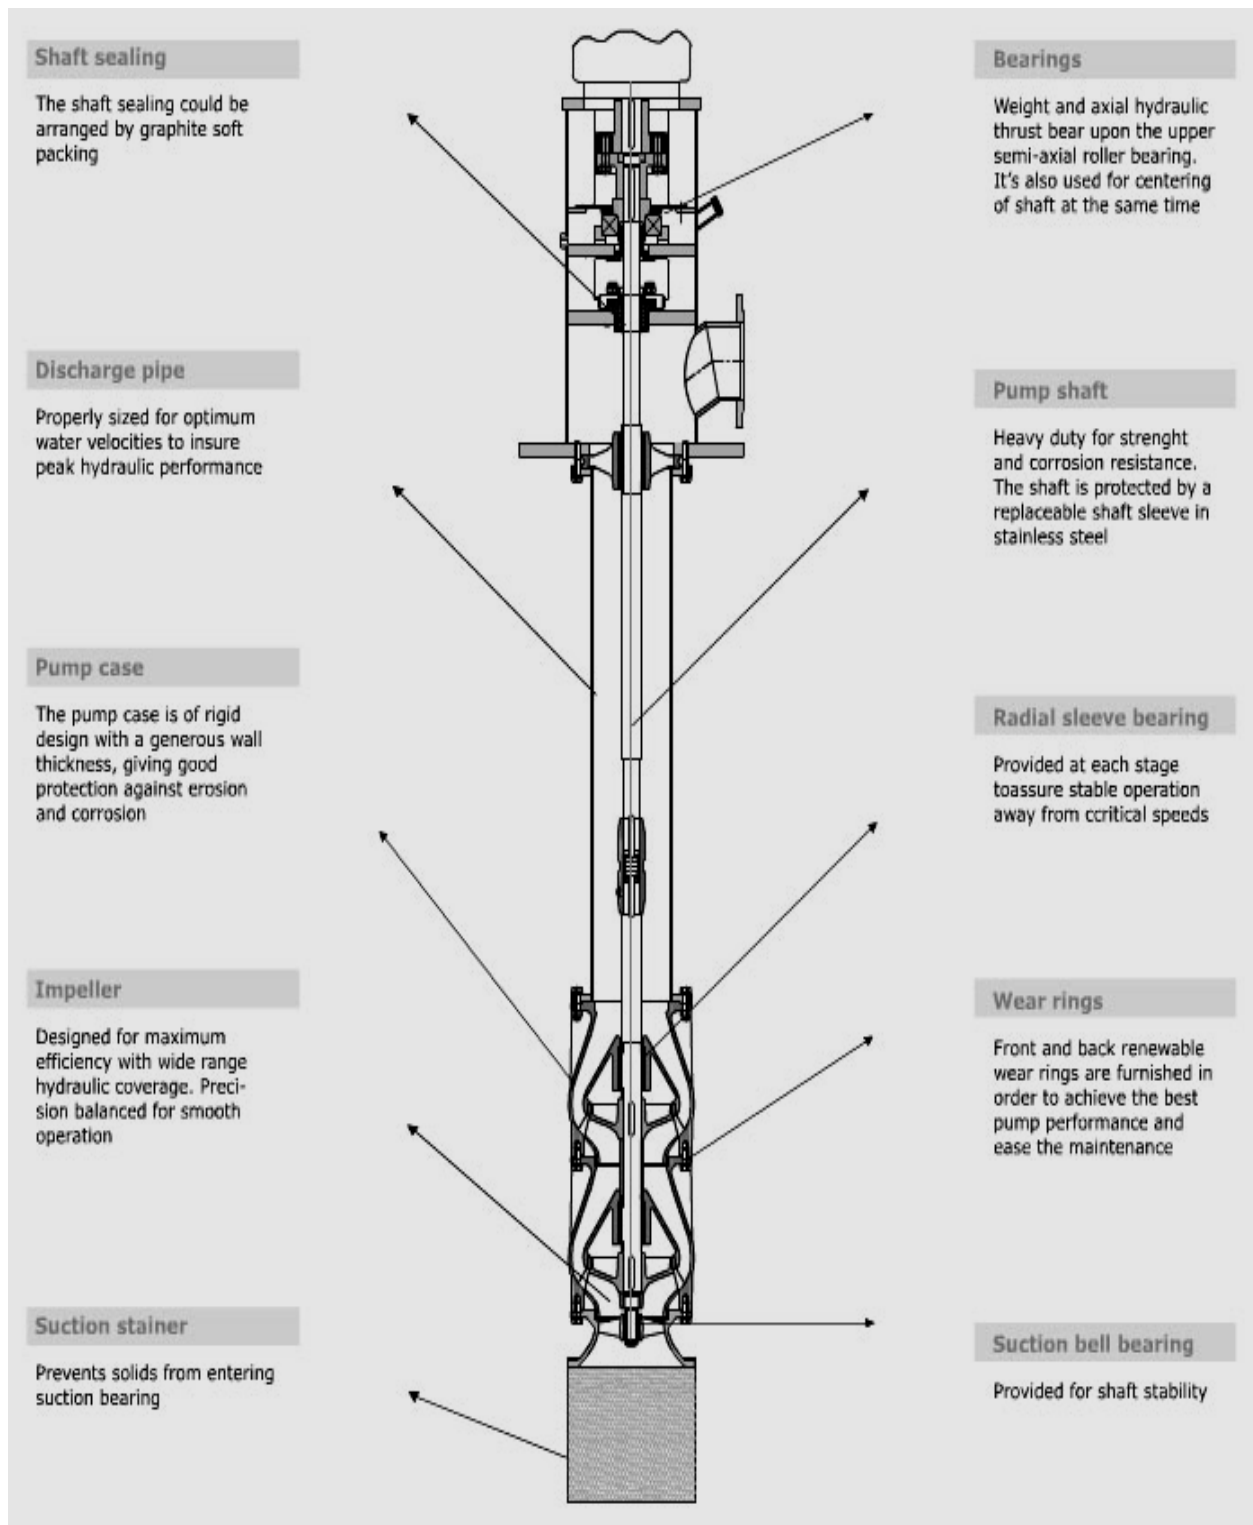 Shaft sealing
The shaft sealing could be
arranged by graphite soft
packing
Discharge pipe
Properly sized for optimum
water velocities to insure
peak hydraulic performance
Pump case
The pump case is of rigid
design with a generous wall
thickness, giving good
protection against erosion
and corrosion
Impeller
Designed for maximum
efficiency with wide range
hydraulic coverage. Preci-
sion balanced for smooth
operation
Suction stainer
Prevents solids from entering
suction bearing
Bearings
Weight and axial hydraulic
thrust bear upon the upper
semi-axial roller bearing.
It's also used for centering
of shaft at the same time
Pump shaft
Heavy duty for strenght
and corrosion resistance.
The shaft is protected by a
replaceable shaft sleeve in
stainless steel
Radial sleeve bearing
Provided at each stage
toassure stable operation
away from ccritical speeds
Wear rings
Front and back renewable
wear rings are furnished in
order to achieve the best
pump performance and
ease the maintenance
Suction bell bearing
Provided for shaft stability